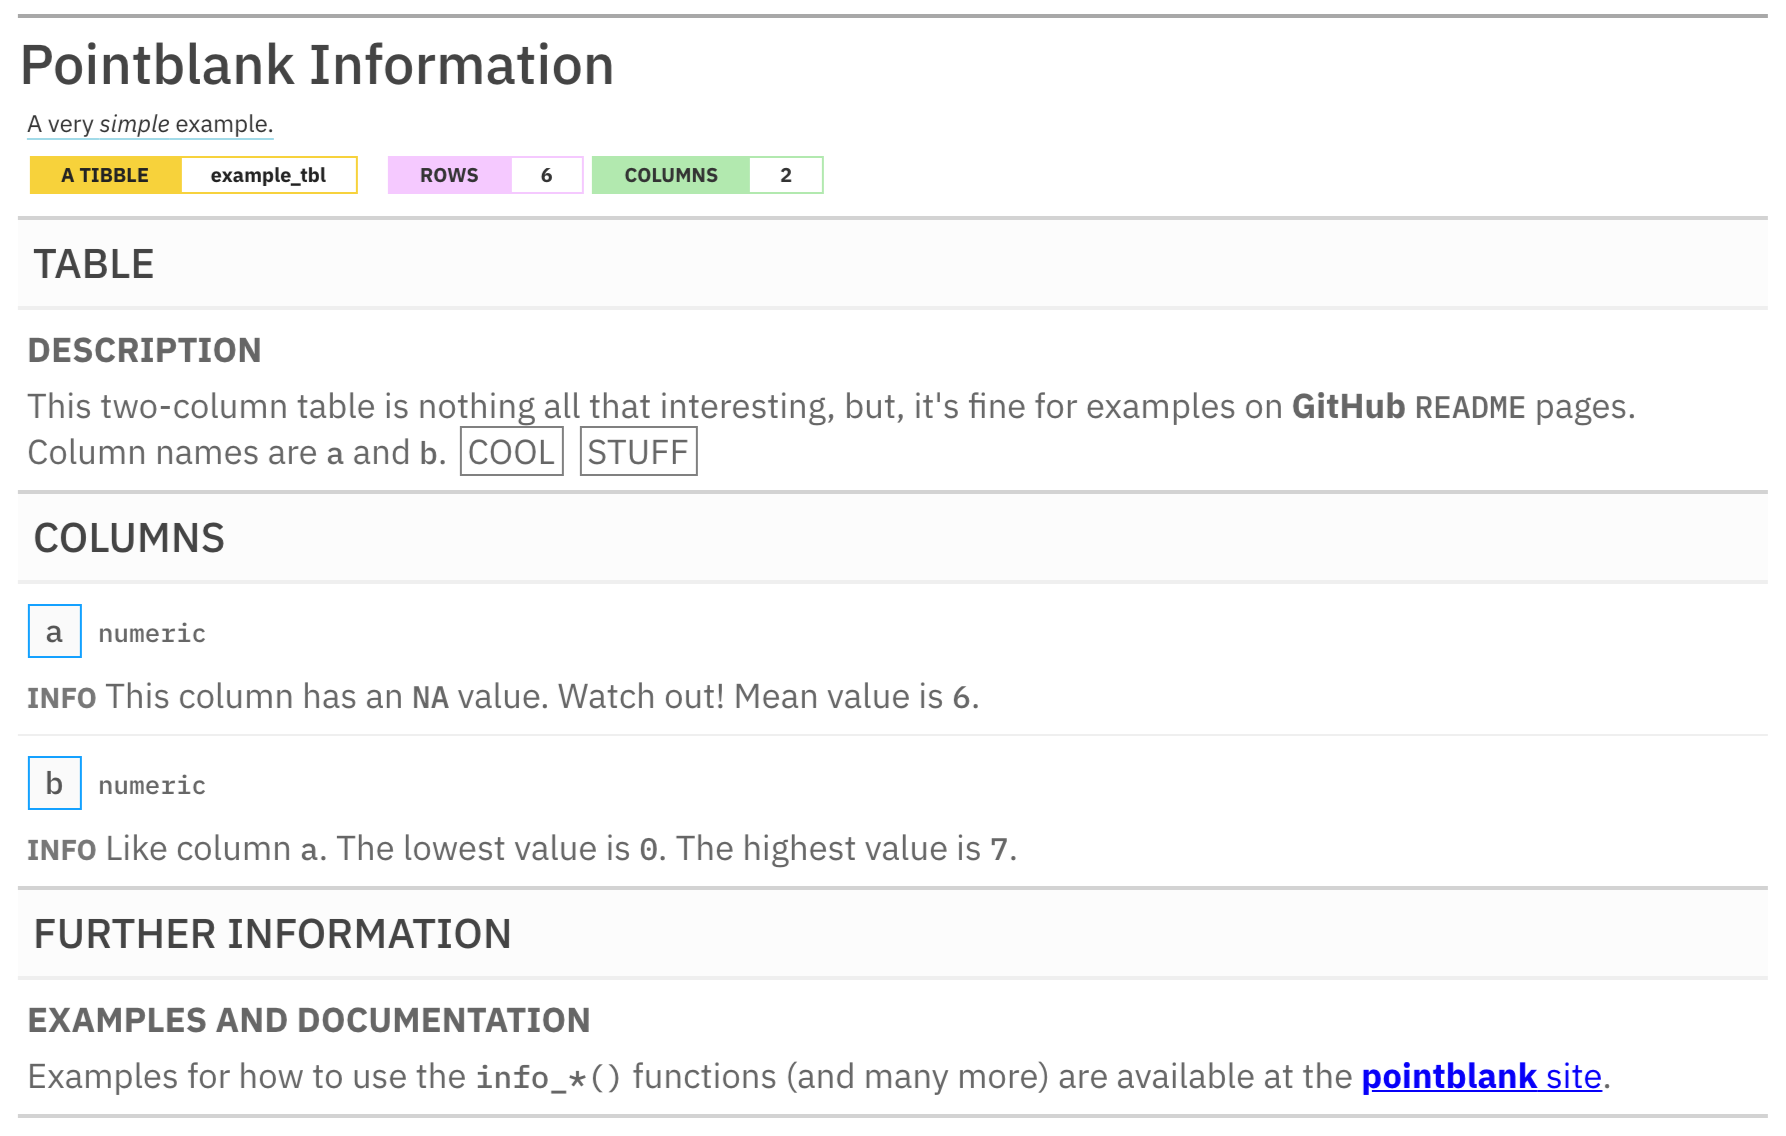 Pointblank Information
A very simple example.
A TIBBLE example_tbl ROWS 6 COLUMNS 2
TABLE
DESCRIPTION
This two-column table is nothing all that interesting, but, it's fine for examples on GitHub README pages.
Column names are a and b. COOL STUFF
COLUMNS
a numeric
INFO This column has an NA value. Watch out! Mean value is 6.
b numeric
INFO Like column a. The lowest value is 0. The highest value is 7.
FURTHER INFORMATION
EXAMPLES AND DOCUMENTATION
Examples for how to use the info_*() functions (and many more) are available at the pointblank site.